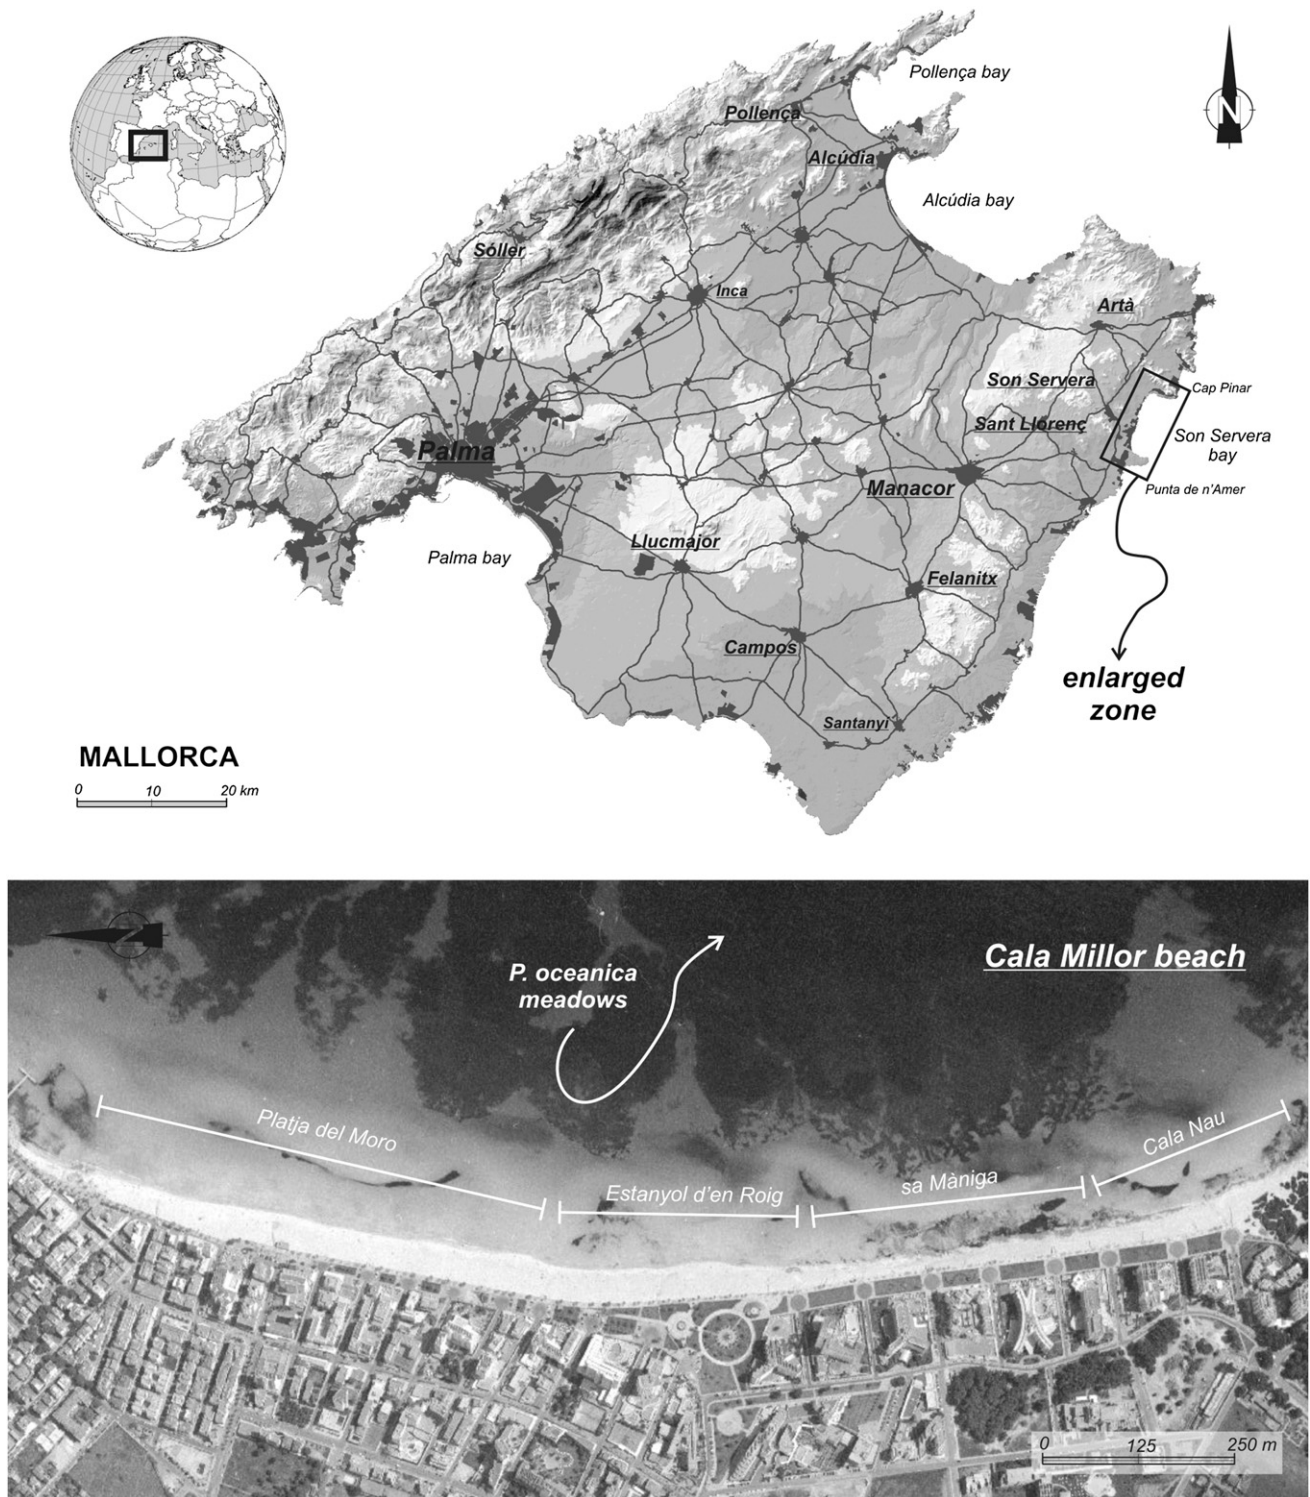 Pollença bay
N
Pollença
Alcúdia
Alcúdia bay
Sóller
Inca
Artà
Son Servera
Cap Pinar
Sant Llorenç
Son Servera
bay
Palma
Manacor
Punta de n'Amer
Llucmajor
Palma bay
Felanitx
Campos
enlarged
zone
Santanyi
MALLORCA
0 10 20 km
N
Cala Millor beach
P. oceanica
meadows
Platja del Moro
Cala Nau
Estanyol d'en Roig
sa Màniga
0 125 250 m